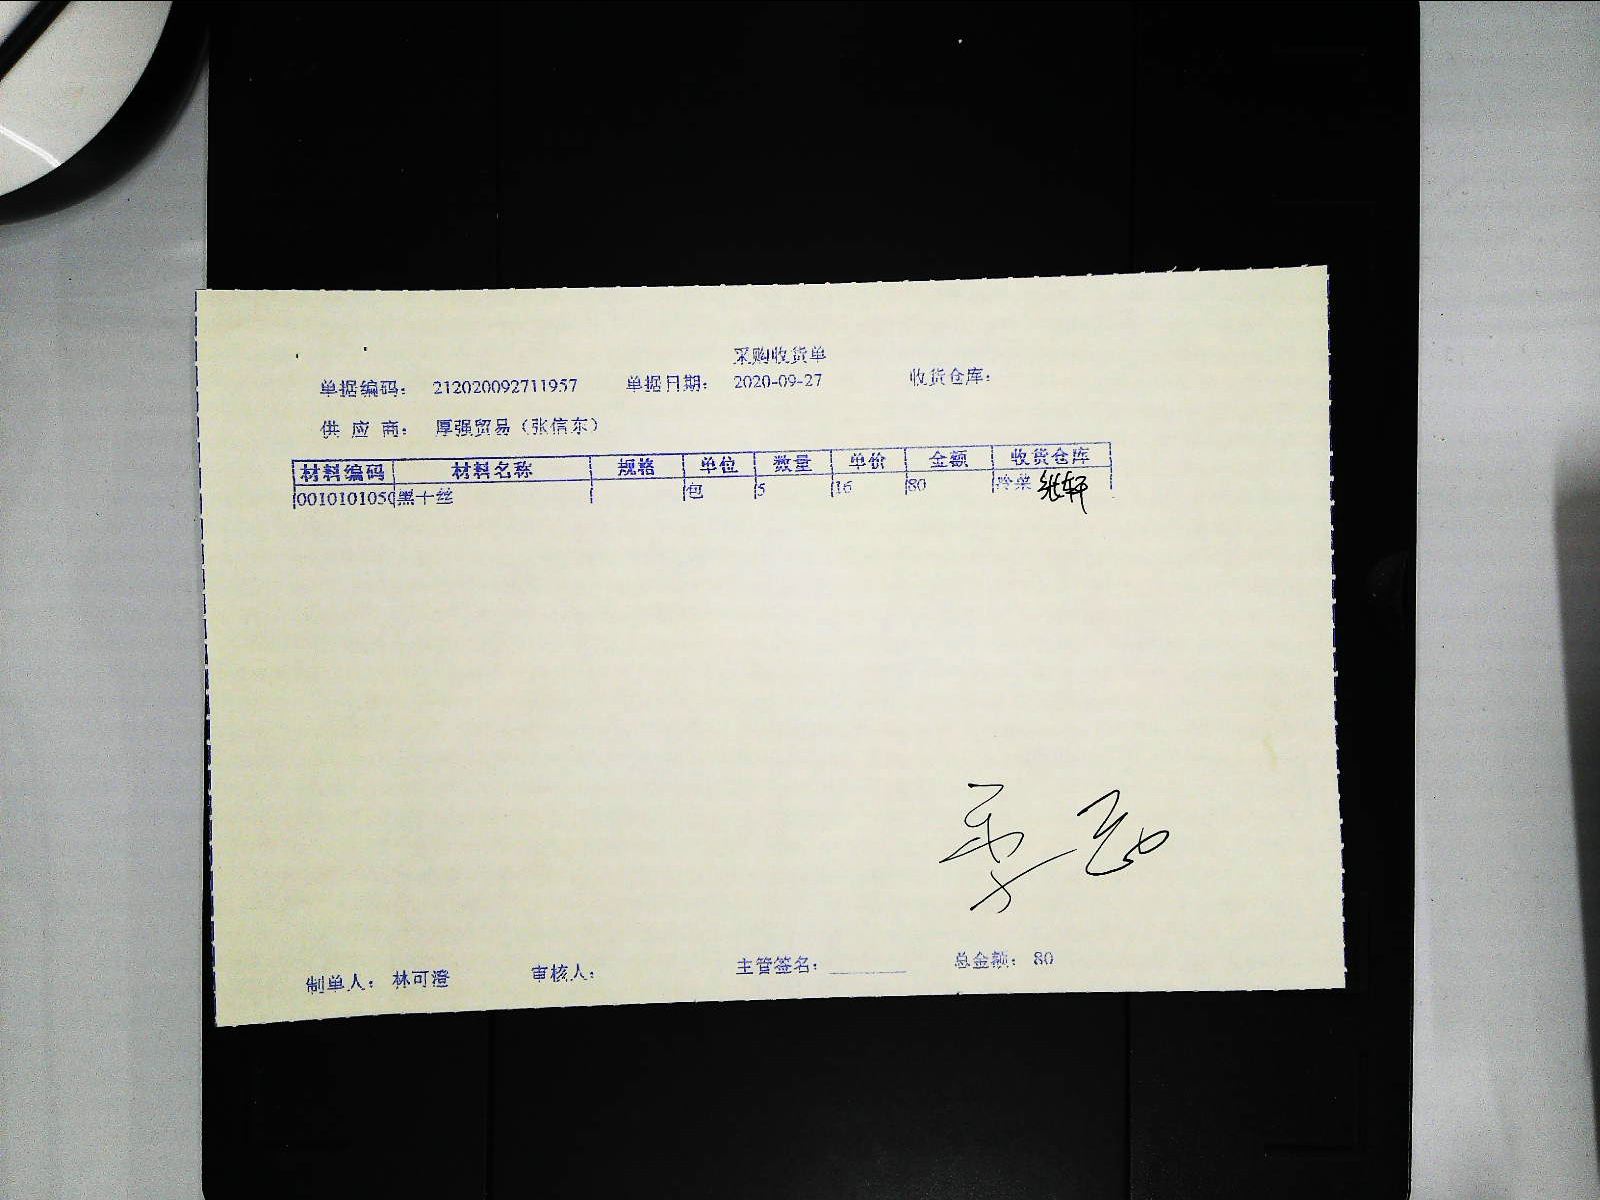 采购收货单
单据编码： 212020092711957 单据日期： 2020-09-27 收货仓库：
供 应 商： 厚强贸易（张信东）
材料编码 材料名称 规格 单位 数量 单价 金额 收货仓库
001010105 黑干丝 包 5 16 80 冷菜
制单人： 林可澄 审核人： 主管签名： 总金额： 80